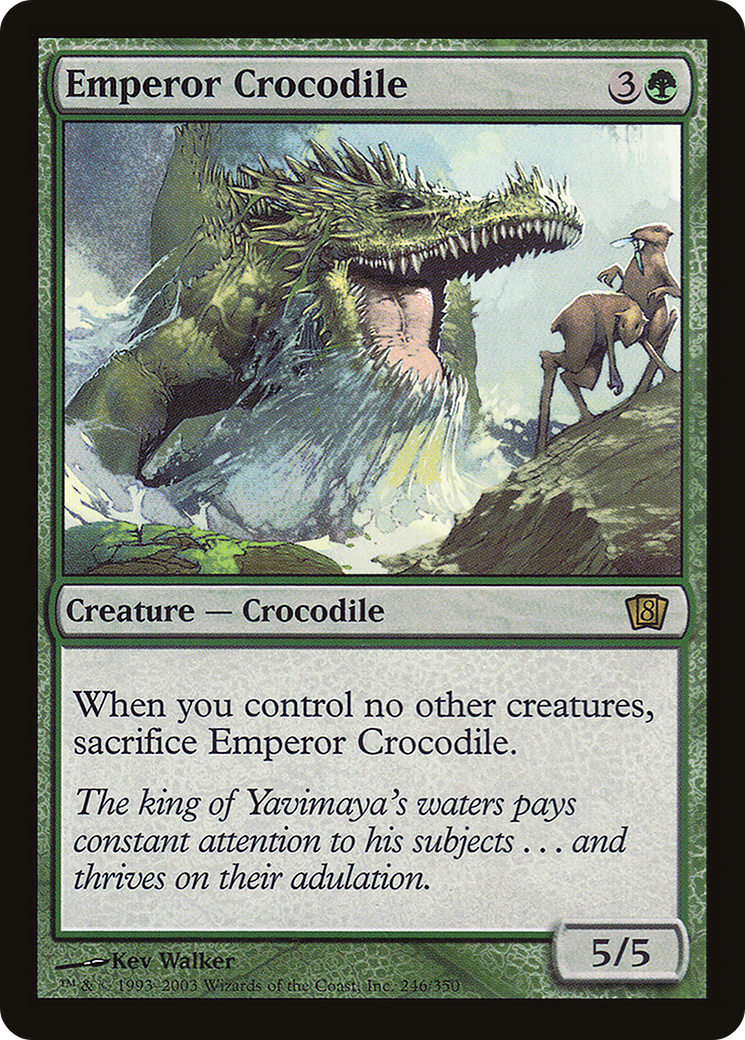 Emperor Crocodile 3
Creature — Crocodile 8
When you control no other creatures,
sacrifice Emperor Crocodile.
The king of Yavimaya's waters pays
constant attention to his subjects . . . and
thrives on their adulation.
5/5
Kev Walker
™ & © 1993–2003 Wizards of the Coast, Inc. 246/350